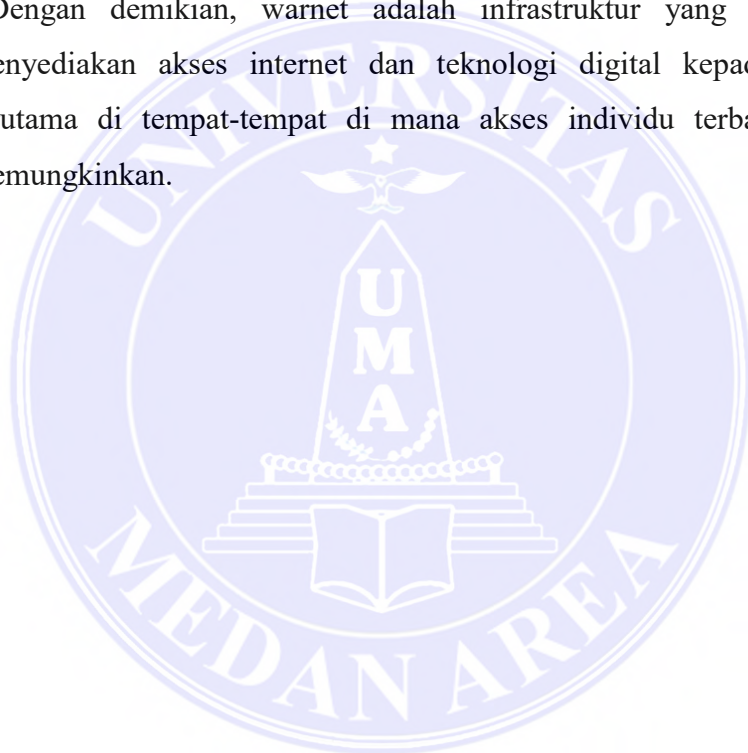 Dengan demikian, warnet adalah infrastruktur yang
enyediakan akses internet dan teknologi digital kepad
utama di tempat-tempat di mana akses individu terba
emungkinkan.
UNIVERSITAS
U
M
A
MEDAN AREA